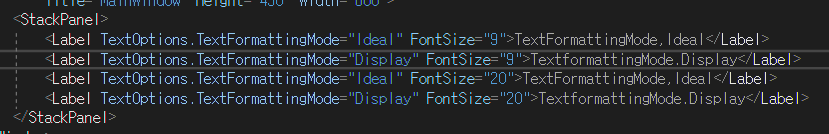 <StackPanel>
<Label TextOptions.TextFormattingMode="Ideal" FontSize="9">TextFormattingMode,Ideal</Label>
<Label TextOptions.TextFormattingMode="Display" FontSize="9">TextformattingMode.Display</Label>
<Label TextOptions.TextFormattingMode="Ideal" FontSize="20">TextFormattingMode,Ideal</Label>
<Label TextOptions.TextFormattingMode="Display" FontSize="20">TextformattingMode.Display</Label>
</StackPanel>